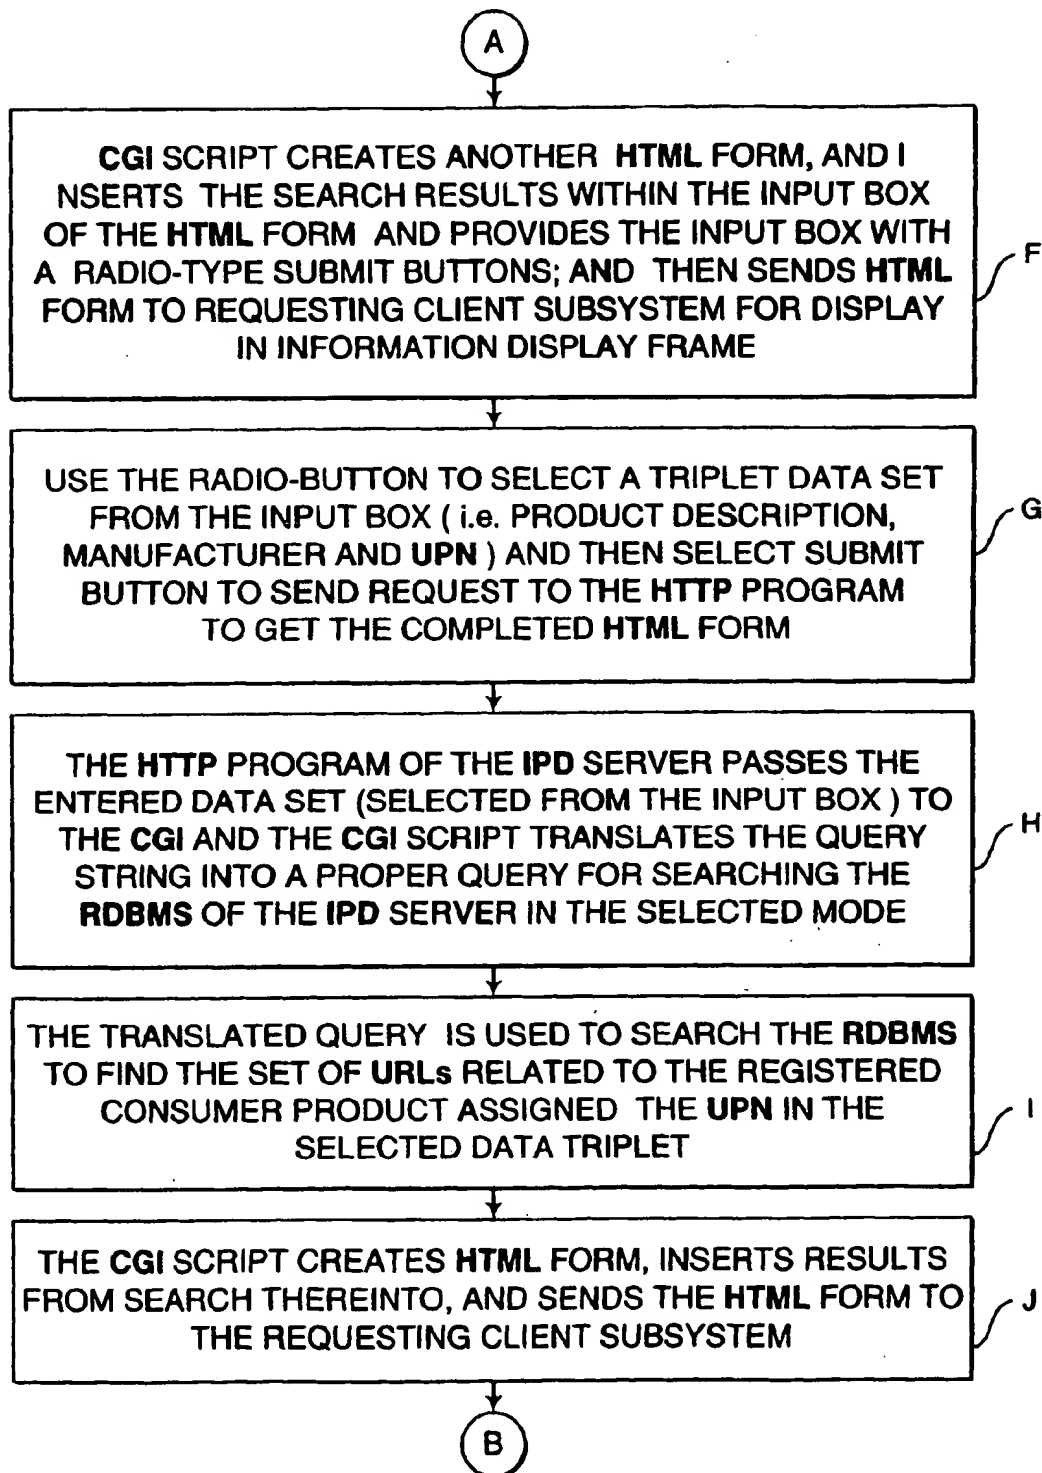 A
CGI SCRIPT CREATES ANOTHER HTML FORM, AND I
NSERTS THE SEARCH RESULTS WITHIN THE INPUT BOX
OF THE HTML FORM AND PROVIDES THE INPUT BOX WITH
A RADIO-TYPE SUBMIT BUTTONS; AND THEN SENDS HTML
FORM TO REQUESTING CLIENT SUBSYSTEM FOR DISPLAY
IN INFORMATION DISPLAY FRAME
F
USE THE RADIO-BUTTON TO SELECT A TRIPLET DATA SET
FROM THE INPUT BOX ( i.e. PRODUCT DESCRIPTION,
MANUFACTURER AND UPN ) AND THEN SELECT SUBMIT
BUTTON TO SEND REQUEST TO THE HTTP PROGRAM
TO GET THE COMPLETED HTML FORM
G
THE HTTP PROGRAM OF THE IPD SERVER PASSES THE
ENTERED DATA SET (SELECTED FROM THE INPUT BOX ) TO
THE CGI AND THE CGI SCRIPT TRANSLATES THE QUERY
STRING INTO A PROPER QUERY FOR SEARCHING THE
RDBMS OF THE IPD SERVER IN THE SELECTED MODE
H
THE TRANSLATED QUERY IS USED TO SEARCH THE RDBMS
TO FIND THE SET OF URLs RELATED TO THE REGISTERED
CONSUMER PRODUCT ASSIGNED THE UPN IN THE
SELECTED DATA TRIPLET
I
THE CGI SCRIPT CREATES HTML FORM, INSERTS RESULTS
FROM SEARCH THEREINTO, AND SENDS THE HTML FORM TO
THE REQUESTING CLIENT SUBSYSTEM
J
B